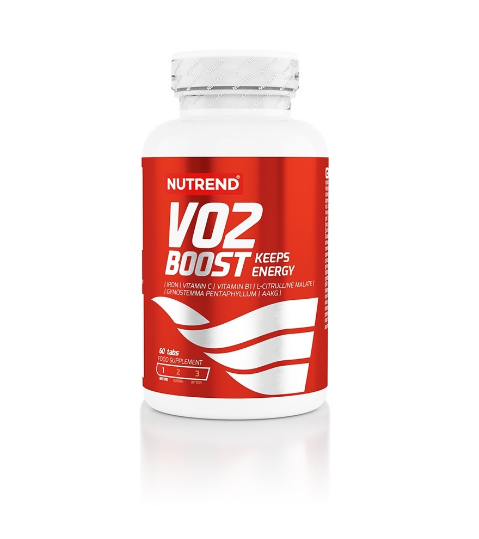 NUTREND®
VO2
BOOST KEEPS
ENERGY
| IRON | VITAMIN C | VITAMIN B1 | L-CITRULLINE MALATE |
| GYNOSTEMMA PENTAPHYLLUM | AAKG |
60 tabs
FOOD SUPPLEMENT
1 2 3